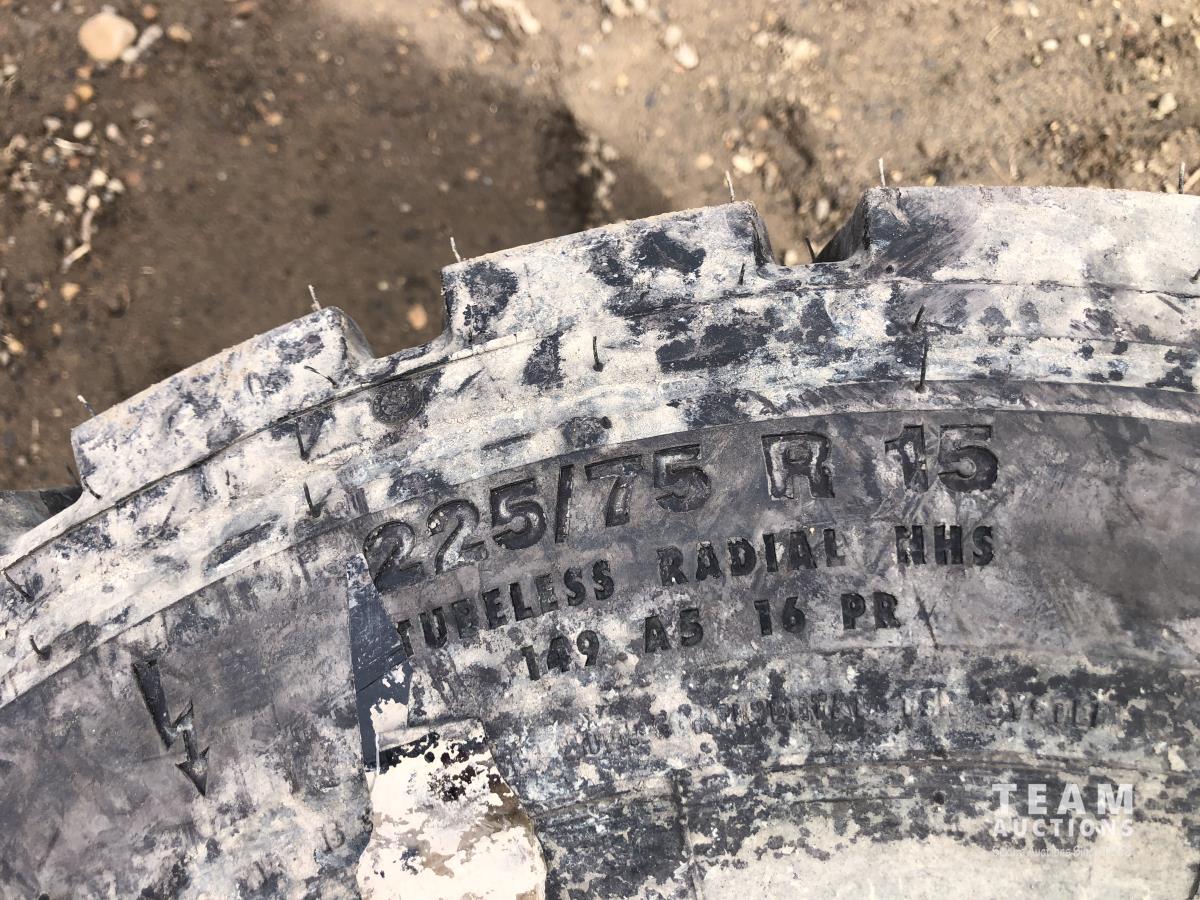 225/75 R 15
TUBELESS RADIAL NHS
149 A5 16 PR
TEAM
AUCTIONS